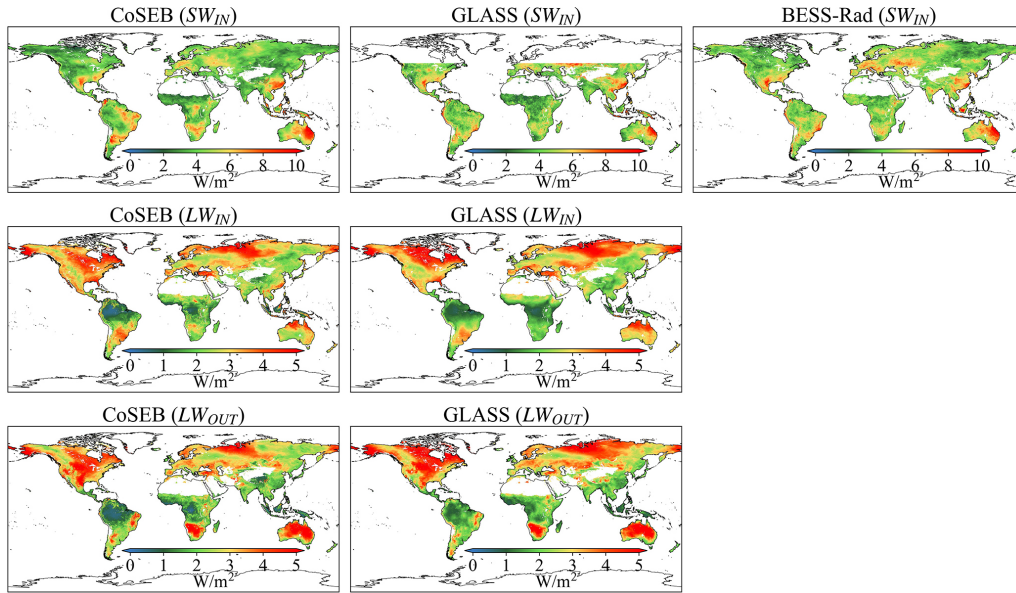 CoSEB (SW_IN) GLASS (SW_IN) BESS-Rad (SW_IN)
0 2 4 6 8 10 0 2 4 6 8 10 0 2 4 6 8 10
W/m² W/m² W/m²
CoSEB (LW_IN) GLASS (LW_IN)
0 1 2 3 4 5 0 1 2 3 4 5
W/m² W/m²
CoSEB (LW_OUT) GLASS (LW_OUT)
0 1 2 3 4 5 0 1 2 3 4 5
W/m² W/m²